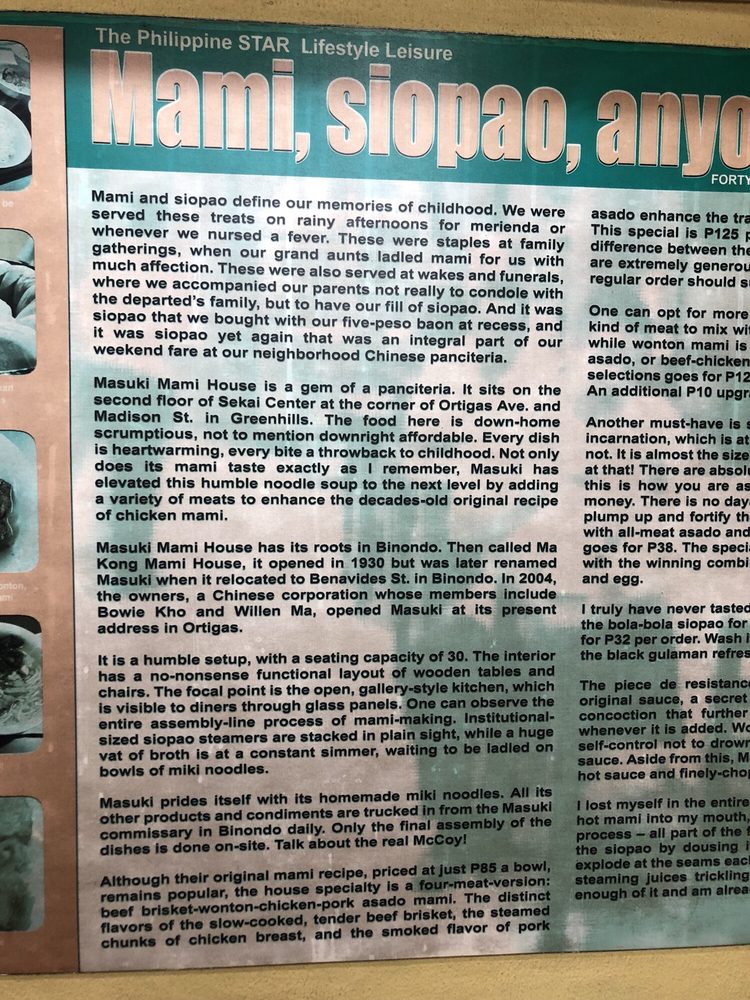 The Philippine STAR Lifestyle Leisure
Mami, siopao, anyo
FORTY
Mami and siopao define our memories of childhood. We were
served these treats on rainy afternoons for merienda or
whenever we nursed a fever. These were staples at family
gatherings, when our grand aunts ladled mami for us with
much affection. These were also served at wakes and funerals,
where we accompanied our parents not really to condole with
the departed's family, but to have our fill of siopao. And it was
siopao that we bought with our five-peso baon at recess, and
it was siopao yet again that was an integral part of our
weekend fare at our neighborhood Chinese panciteria.
Masuki Mami House is a gem of a panciteria. It sits on the
second floor of Sekai Center at the corner of Ortigas Ave. and
Madison St. in Greenhills. The food here is down-home
scrumptious, not to mention downright affordable. Every dish
is heartwarming, every bite a throwback to childhood. Not only
does its mami taste exactly as I remember, Masuki has
elevated this humble noodle soup to the next level by adding
a variety of meats to enhance the decades-old original recipe
of chicken mami.
Masuki Mami House has its roots in Binondo. Then called Ma
Kong Mami House, it opened in 1930 but was later renamed
Masuki when it relocated to Benavides St. in Binondo. In 2004,
the owners, a Chinese corporation whose members include
Bowie Kho and Willen Ma, opened Masuki at its present
address in Ortigas.
It is a humble setup, with a seating capacity of 30. The interior
has a no-nonsense functional layout of wooden tables and
chairs. The focal point is the open, gallery-style kitchen, which
is visible to diners through glass panels. One can observe the
entire assembly-line process of mami-making. Institutional-
sized siopao steamers are stacked in plain sight, while a huge
vat of broth is at a constant simmer, waiting to be ladled on
bowls of miki noodles.
Masuki prides itself with its homemade miki noodles. All its
other products and condiments are trucked in from the Masuki
commissary in Binondo daily. Only the final assembly of the
dishes is done on-site. Talk about the real McCoy!
Although their original mami recipe, priced at just P85 a bowl,
remains popular, the house specialty is a four-meat-version:
beef brisket-wonton-chicken-pork asado mami. The distinct
flavors of the slow-cooked, tender beef brisket, the steamed
chunks of chicken breast, and the smoked flavor of pork
asado enhance the tra
This special is P125 p
difference between the
are extremely generou
regular order should su
One can opt for more
kind of meat to mix wit
while wonton mami is
asado, or beef-chicken
selections goes for P12
An additional P10 upgra
Another must-have is s
incarnation, which is at
not. It is almost the size
at that! There are absolu
this is how you are as
money. There is no daya
plump up and fortify th
with all-meat asado and
goes for P38. The specia
with the winning combi
and egg.
I truly have never tasted
the bola-bola siopao for
for P32 per order. Wash i
the black gulaman refres
The piece de resistance
original sauce, a secret
concoction that further
whenever it is added. Wo
self-control not to drown
sauce. Aside from this, M
hot sauce and finely-chop
I lost myself in the entire
hot mami into my mouth,
process – all part of the f
the siopao by dousing i
explode at the seams eac
steaming juices trickling
enough of it and am alrea
be